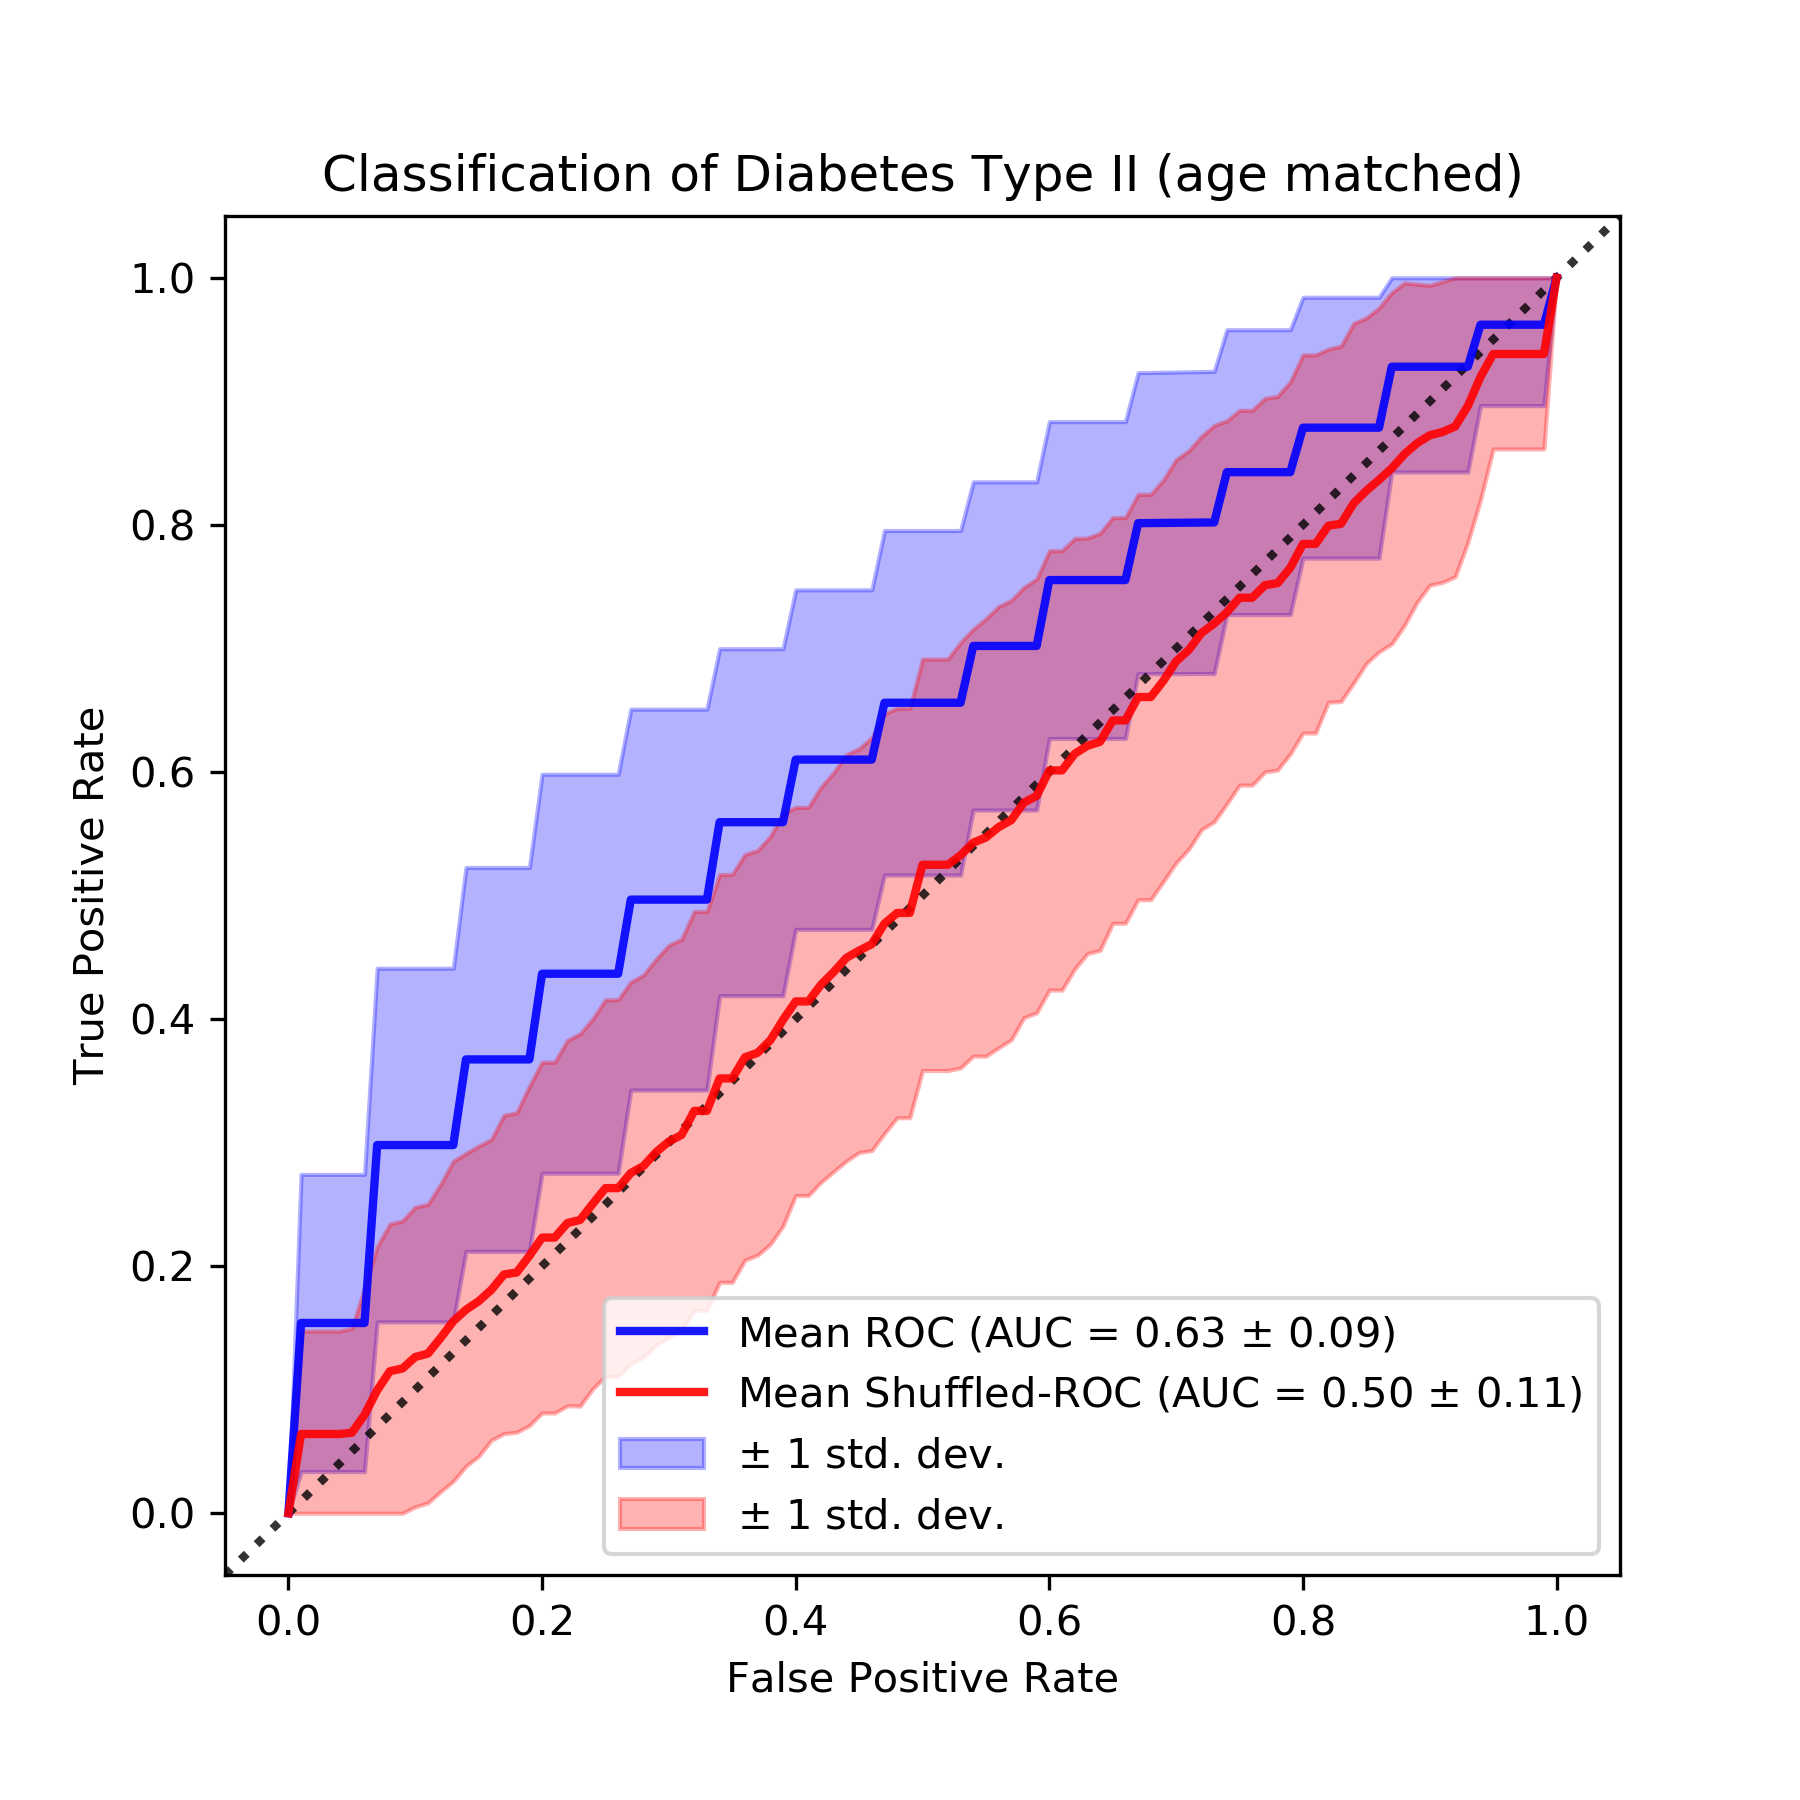 Classification of Diabetes Type II (age matched)
True Positive Rate
1.0
0.8
0.6
0.4
0.2
0.0
Mean ROC (AUC = 0.63 ± 0.09)
Mean Shuffled-ROC (AUC = 0.50 ± 0.11)
± 1 std. dev.
± 1 std. dev.
0.0 0.2 0.4 0.6 0.8 1.0
False Positive Rate